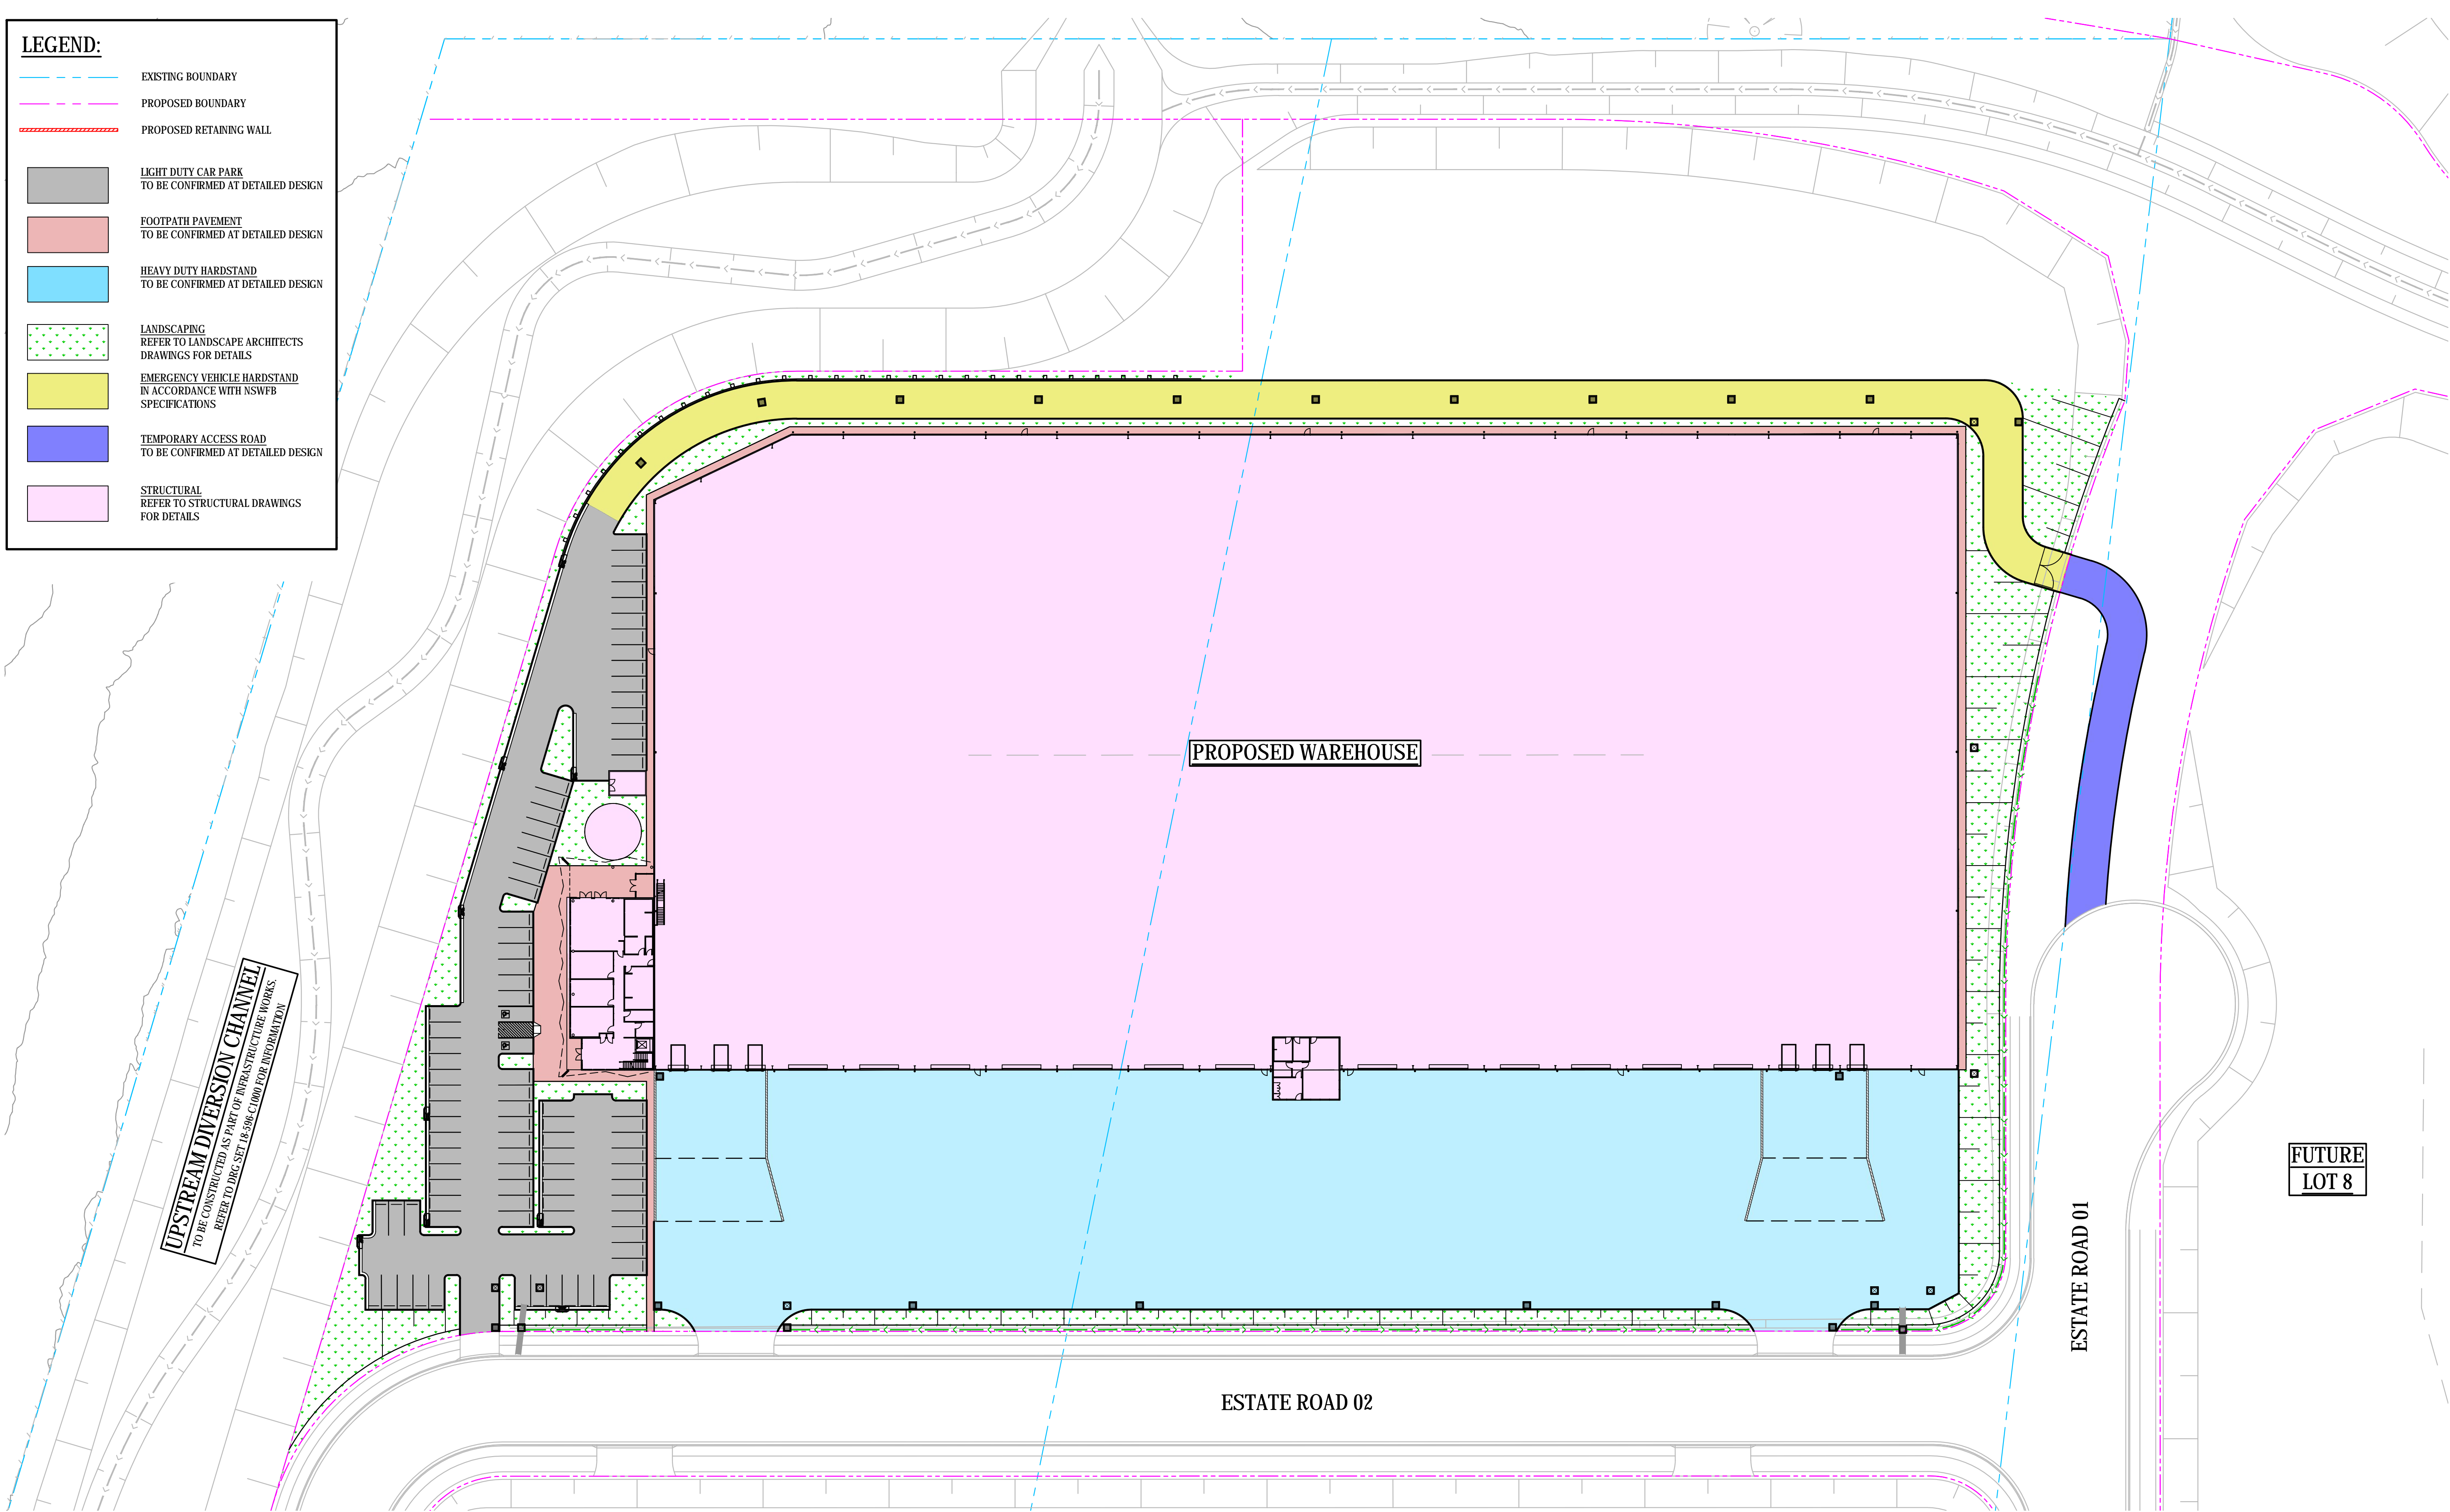 LEGEND:
EXISTING BOUNDARY
PROPOSED BOUNDARY
PROPOSED RETAINING WALL
LIGHT DUTY CAR PARK
TO BE CONFIRMED AT DETAILED DESIGN
FOOTPATH PAVEMENT
TO BE CONFIRMED AT DETAILED DESIGN
HEAVY DUTY HARDSTAND
TO BE CONFIRMED AT DETAILED DESIGN
LANDSCAPING
REFER TO LANDSCAPE ARCHITECTS
DRAWINGS FOR DETAILS
EMERGENCY VEHICLE HARDSTAND
IN ACCORDANCE WITH NSWFB
SPECIFICATIONS
TEMPORARY ACCESS ROAD
TO BE CONFIRMED AT DETAILED DESIGN
STRUCTURAL
REFER TO STRUCTURAL DRAWINGS
FOR DETAILS
PROPOSED WAREHOUSE
UPSTREAM DIVERSION CHANNEL
TO BE CONSTRUCTED AS PART OF INFRASTRUCTURE WORKS.
REFER TO DRG SET 18-596-C1000 FOR INFORMATION
FUTURE
LOT 8
ESTATE ROAD 01
ESTATE ROAD 02